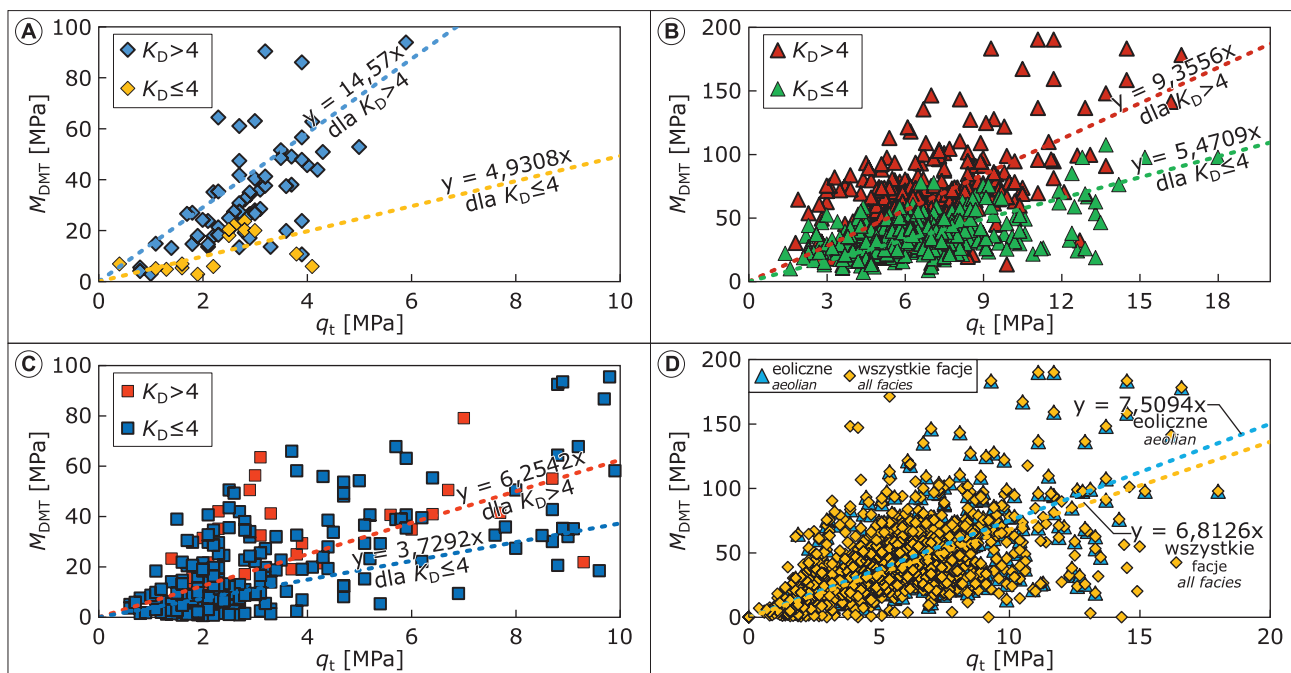 A
M_DMT [MPa]
100
80
60
40
20
0
K_D>4
K_D≤4
y = 14,57x
dla K_D>4
y = 4,9308x
dla K_D≤4
0 2 4 6 8 10
q_t [MPa]
B
M_DMT [MPa]
200
150
100
50
0
K_D>4
K_D≤4
y = 9,3556x
dla K_D>4
y = 5,4709x
dla K_D≤4
0 3 6 9 12 15 18
q_t [MPa]
C
M_DMT [MPa]
100
80
60
40
20
0
K_D>4
K_D≤4
y = 6,2542x
dla K_D>4
y = 3,7292x
dla K_D≤4
0 2 4 6 8 10
q_t [MPa]
D
M_DMT [MPa]
200
150
100
50
0
eoliczne
aeolian
wszystkie facje
all facies
y = 7,5094x
eoliczne
aeolian
y = 6,8126x
wszystkie
facje
all facies
0 5 10 15 20
q_t [MPa]